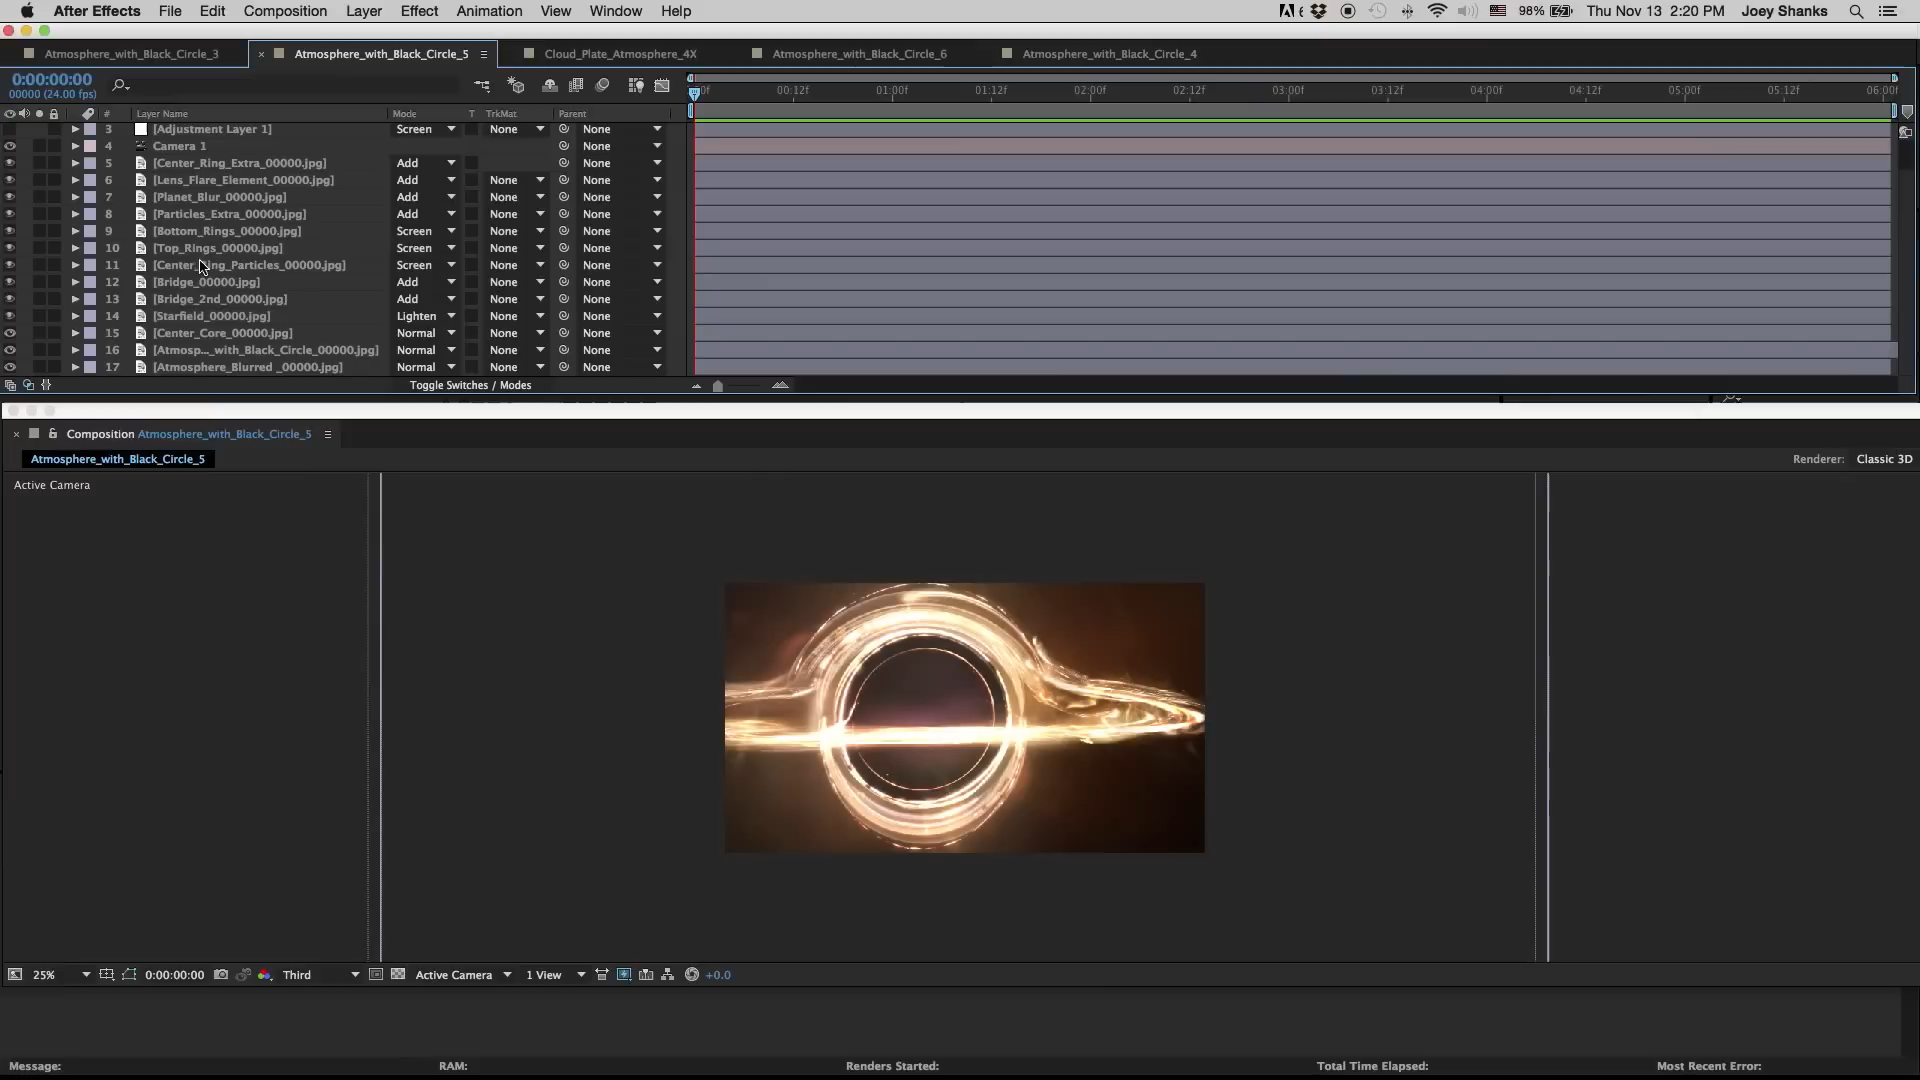 After Effects File Edit Composition Layer Effect Animation View Window Help 98% Thu Nov 13 2:20 PM Joey Shanks
Atmosphere_with_Black_Circle_3 × Atmosphere_with_Black_Circle_5 Cloud_Plate_Atmosphere_4X Atmosphere_with_Black_Circle_6 Atmosphere_with_Black_Circle_4
0:00:00:00
00000 (24.00 fps)
00:12f 01:00f 01:12f 02:00f 02:12f 03:00f 03:12f 04:00f 04:12f 05:00f 05:12f 06:00f
# Layer Name Mode T TrkMat Parent
3 [Adjustment Layer 1] Screen None None
4 Camera 1 None
5 [Center_Ring_Extra_00000.jpg] Add None
6 [Lens_Flare_Element_00000.jpg] Add None None
7 [Planet_Blur_00000.jpg] Add None None
8 [Particles_Extra_00000.jpg] Add None None
9 [Bottom_Rings_00000.jpg] Screen None None
10 [Top_Rings_00000.jpg] Screen None None
11 [Center_Ring_Particles_00000.jpg] Screen None None
12 [Bridge_00000.jpg] Add None None
13 [Bridge_2nd_00000.jpg] Add None None
14 [Starfield_00000.jpg] Lighten None None
15 [Center_Core_00000.jpg] Normal None None
16 [Atmosp..._with_Black_Circle_00000.jpg] Normal None None
17 [Atmosphere_Blurred _00000.jpg] Normal None None
Toggle Switches / Modes
× Composition Atmosphere_with_Black_Circle_5
Atmosphere_with_Black_Circle_5 Renderer: Classic 3D
Active Camera
25% 0:00:00:00 Third Active Camera 1 View +0.0
Message: RAM: Renders Started: Total Time Elapsed: Most Recent Error: